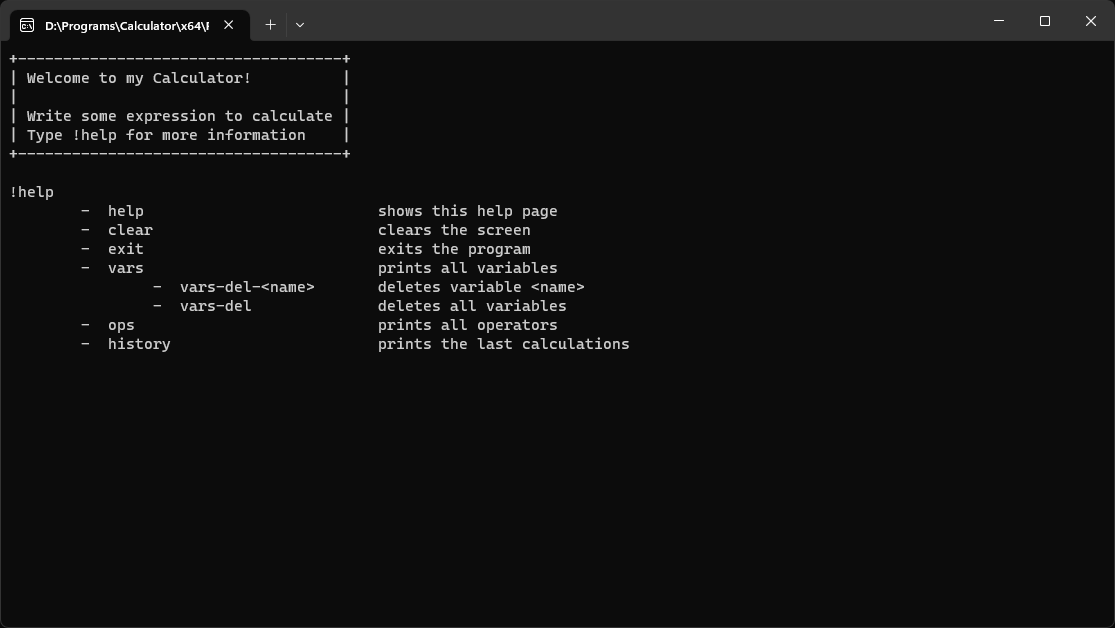 D:\Programs\Calculator\x64\
+------------------------------------+
| Welcome to my Calculator!          |
|                                    |
| Write some expression to calculate |
| Type !help for more information    |
+------------------------------------+
!help
- help shows this help page
- clear clears the screen
- exit exits the program
- vars prints all variables
- vars-del-<name> deletes variable <name>
- vars-del deletes all variables
- ops prints all operators
- history prints the last calculations